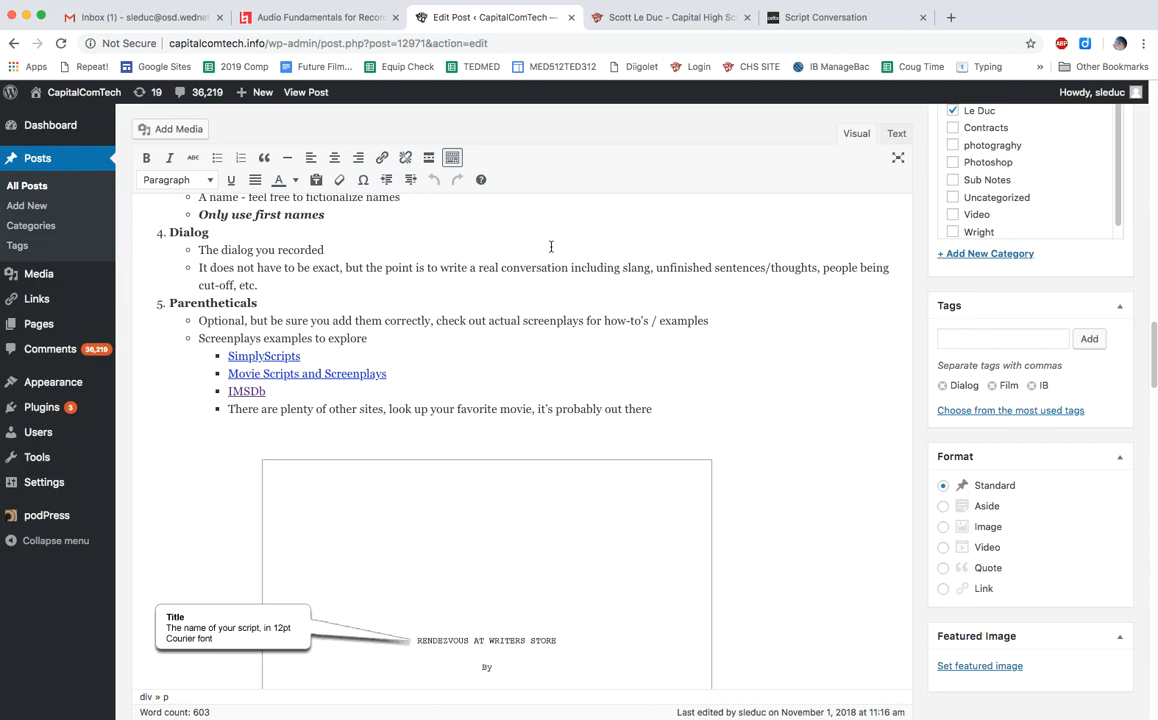 Inbox (1) - sleduc@osd.wednet
Audio Fundamentals for Record
Edit Post ‹ CapitalComTech —
Scott Le Duc - Capital High Sc
celtx Script Conversation
Not Secure capitalcomtech.info/wp-admin/post.php?post=12971&action=edit
ABP
Apps Repeat! Google Sites 2019 Comp Future Film... Equip Check TEDMED MED512TED312 Diigolet Login CHS SITE IB ManageBac Coug Time Typing » Other Bookmarks
CapitalComTech 19 36,219 New View Post Howdy, sleduc
Dashboard
Posts
All Posts
Add New
Categories
Tags
Media
Links
Pages
Comments 36,219
Appearance
Plugins 3
Users
Tools
Settings
podPress
Collapse menu
Add Media
Visual Text
B I ABC
Paragraph U A Ω
A name - feel free to fictionalize names
Only use first names
4. Dialog
The dialog you recorded
It does not have to be exact, but the point is to write a real conversation including slang, unfinished sentences/thoughts, people being
cut-off, etc.
5. Parentheticals
Optional, but be sure you add them correctly, check out actual screenplays for how-to's / examples
Screenplays examples to explore
SimplyScripts
Movie Scripts and Screenplays
IMSDb
There are plenty of other sites, look up your favorite movie, it's probably out there
Title
The name of your script, in 12pt
Courier font
RENDEZVOUS AT WRITERS STORE
By
div » p
Word count: 603
Last edited by sleduc on November 1, 2018 at 11:16 am
Le Duc
Contracts
photograghy
Photoshop
Sub Notes
Uncategorized
Video
Wright
+ Add New Category
Tags
Add
Separate tags with commas
Dialog Film IB
Choose from the most used tags
Format
Standard
Aside
Image
Video
Quote
Link
Featured Image
Set featured image